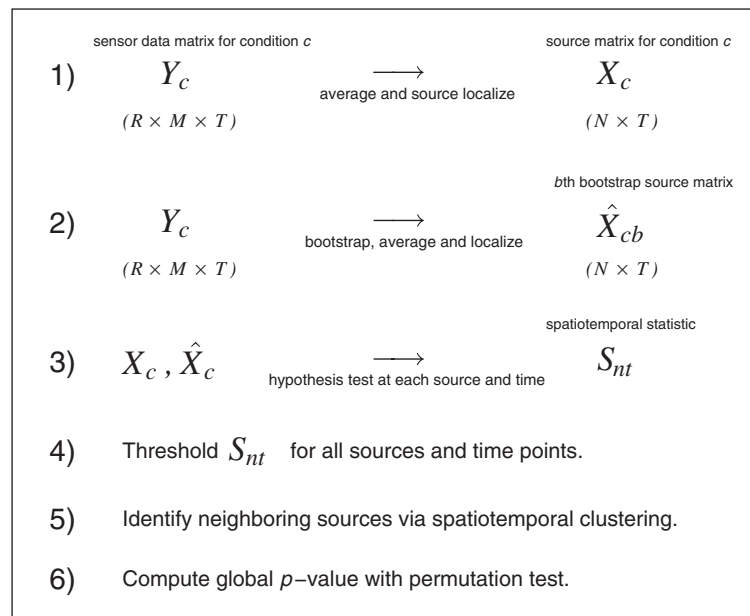 sensor data matrix for condition c source matrix for condition c
1) Y_c ⟶ X_c
average and source localize
(R × M × T) (N × T)
bth bootstrap source matrix
2) Y_c ⟶ X̂_cb
bootstrap, average and localize
(R × M × T) (N × T)
spatiotemporal statistic
3) X_c , X̂_c ⟶ S_nt
hypothesis test at each source and time
4) Threshold S_nt for all sources and time points.
5) Identify neighboring sources via spatiotemporal clustering.
6) Compute global p−value with permutation test.